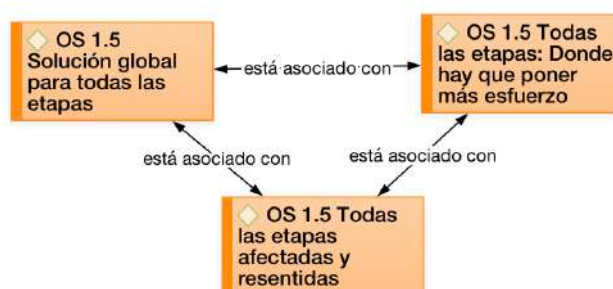 OS 1.5
Solución global
para todas las
etapas
está asociado con
OS 1.5 Todas
las etapas: Donde
hay que poner
más esfuerzo
está asociado con
está asociado con
OS 1.5 Todas
las etapas
afectadas y
resentidas